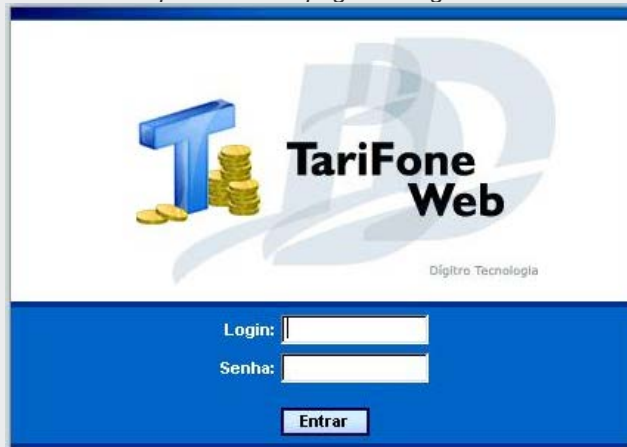 TariFone
Web
Dígitro Tecnologia
Login:
Senha:
Entrar